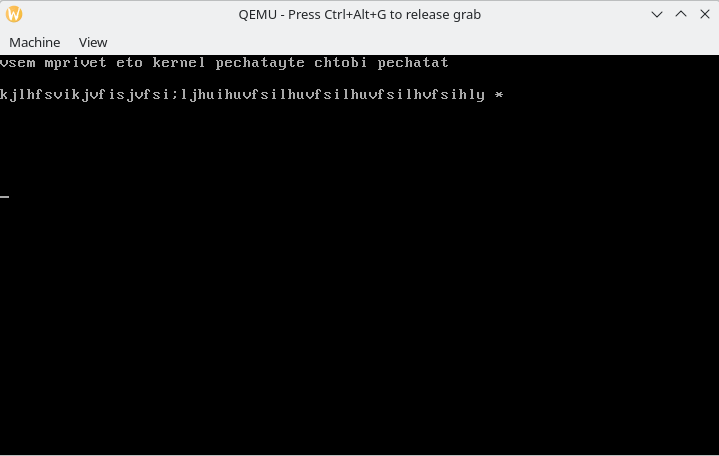 QEMU - Press Ctrl+Alt+G to release grab
Machine View
vsem mprivet eto kernel pechatayte chtobi pechatat
kjlhfsvikjvfisjvfsi;ljhuihuvfsilhuvfsilhuvfsilhvfsihly *
_